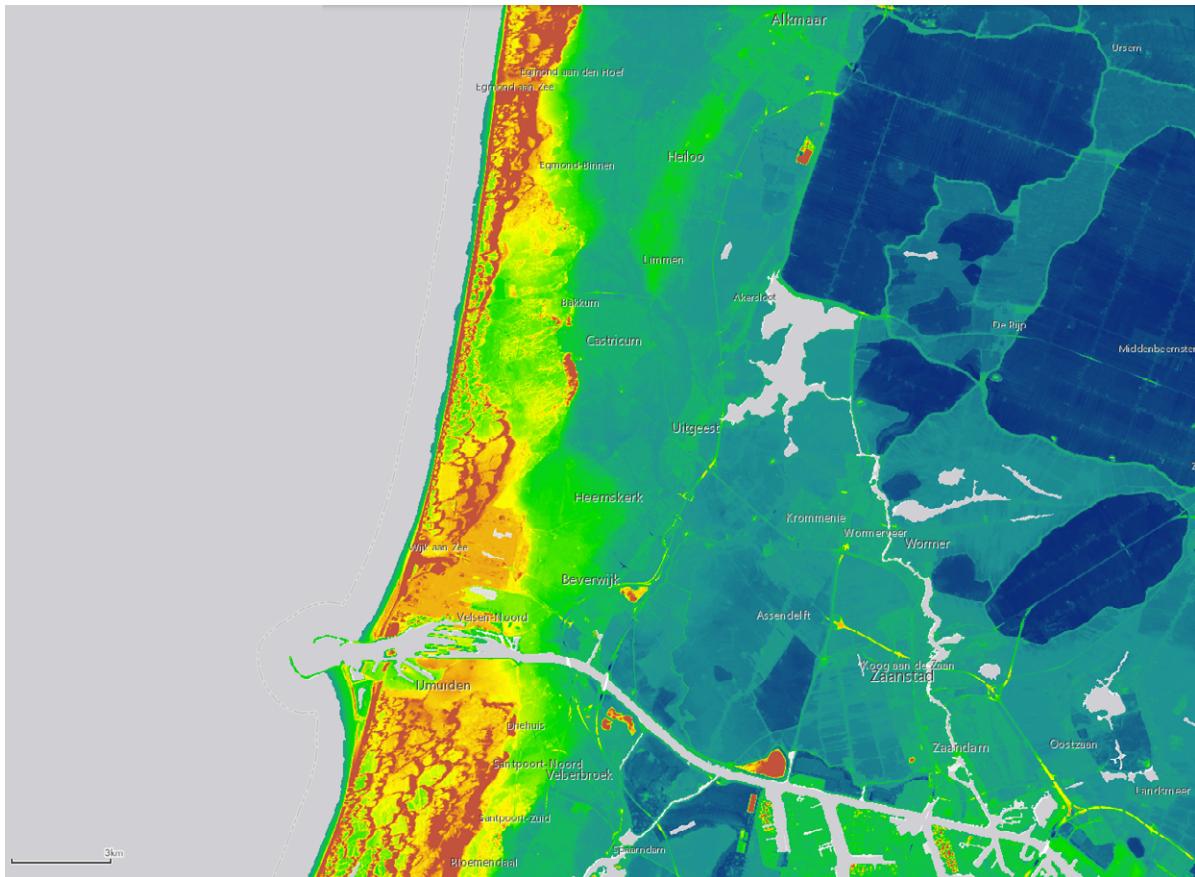 Alkmaar
Ursem
Egmond aan den Hoef
Egmond aan Zee
Heiloo
Egmond-Binnen
Limmen
Akersloot
Bakkum
De Rijp
Castricum
Middenbeemster
Uitgeest
Heemskerk
Krommenie
Wormerveer
Wormer
Wijk aan Zee
Beverwijk
Velsen-Noord
Assendelft
Koog aan de Zaan
Zaanstad
IJmuiden
Driehuis
Zaandam
Oostzaan
Santpoort-Noord
Velserbroek
Landsmeer
Santpoort-Zuid
Spaarndam
Bloemendaal
3km